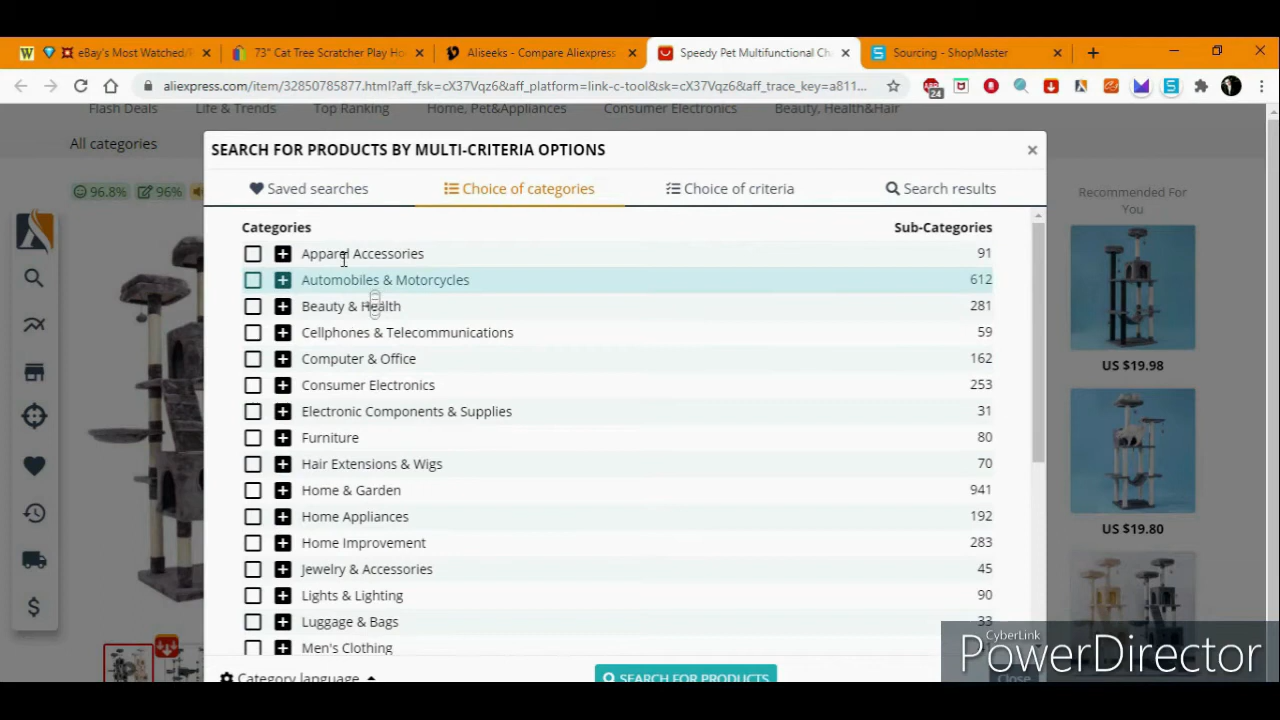 W eBay's Most Watched/ × 73" Cat Tree Scratcher Play Ho × Aliseeks - Compare Aliexpress × Speedy Pet Multifunctional Ch × S Sourcing - ShopMaster × +
aliexpress.com/item/32850785877.html?aff_fsk=cX37Vqz6&aff_platform=link-c-tool&sk=cX37Vqz6&aff_trace_key=a811...
24
Flash Deals Life & Trends Top Ranking Home, Pet&Appliances Consumer Electronics Beauty, Health&Hair
All categories
SEARCH FOR PRODUCTS BY MULTI-CRITERIA OPTIONS
96.8% 96%
Saved searches Choice of categories Choice of criteria Search results
Recommended For
You
Categories Sub-Categories
Apparel Accessories 91
Automobiles & Motorcycles 612
Beauty & Health 281
Cellphones & Telecommunications 59
Computer & Office 162
US $19.98
Consumer Electronics 253
Electronic Components & Supplies 31
Furniture 80
Hair Extensions & Wigs 70
Home & Garden 941
Home Appliances 192
US $19.80
Home Improvement 283
Jewelry & Accessories 45
Lights & Lighting 90
Luggage & Bags 33
Men's Clothing
CyberLink
PowerDirector
Category language SEARCH FOR PRODUCTS Close